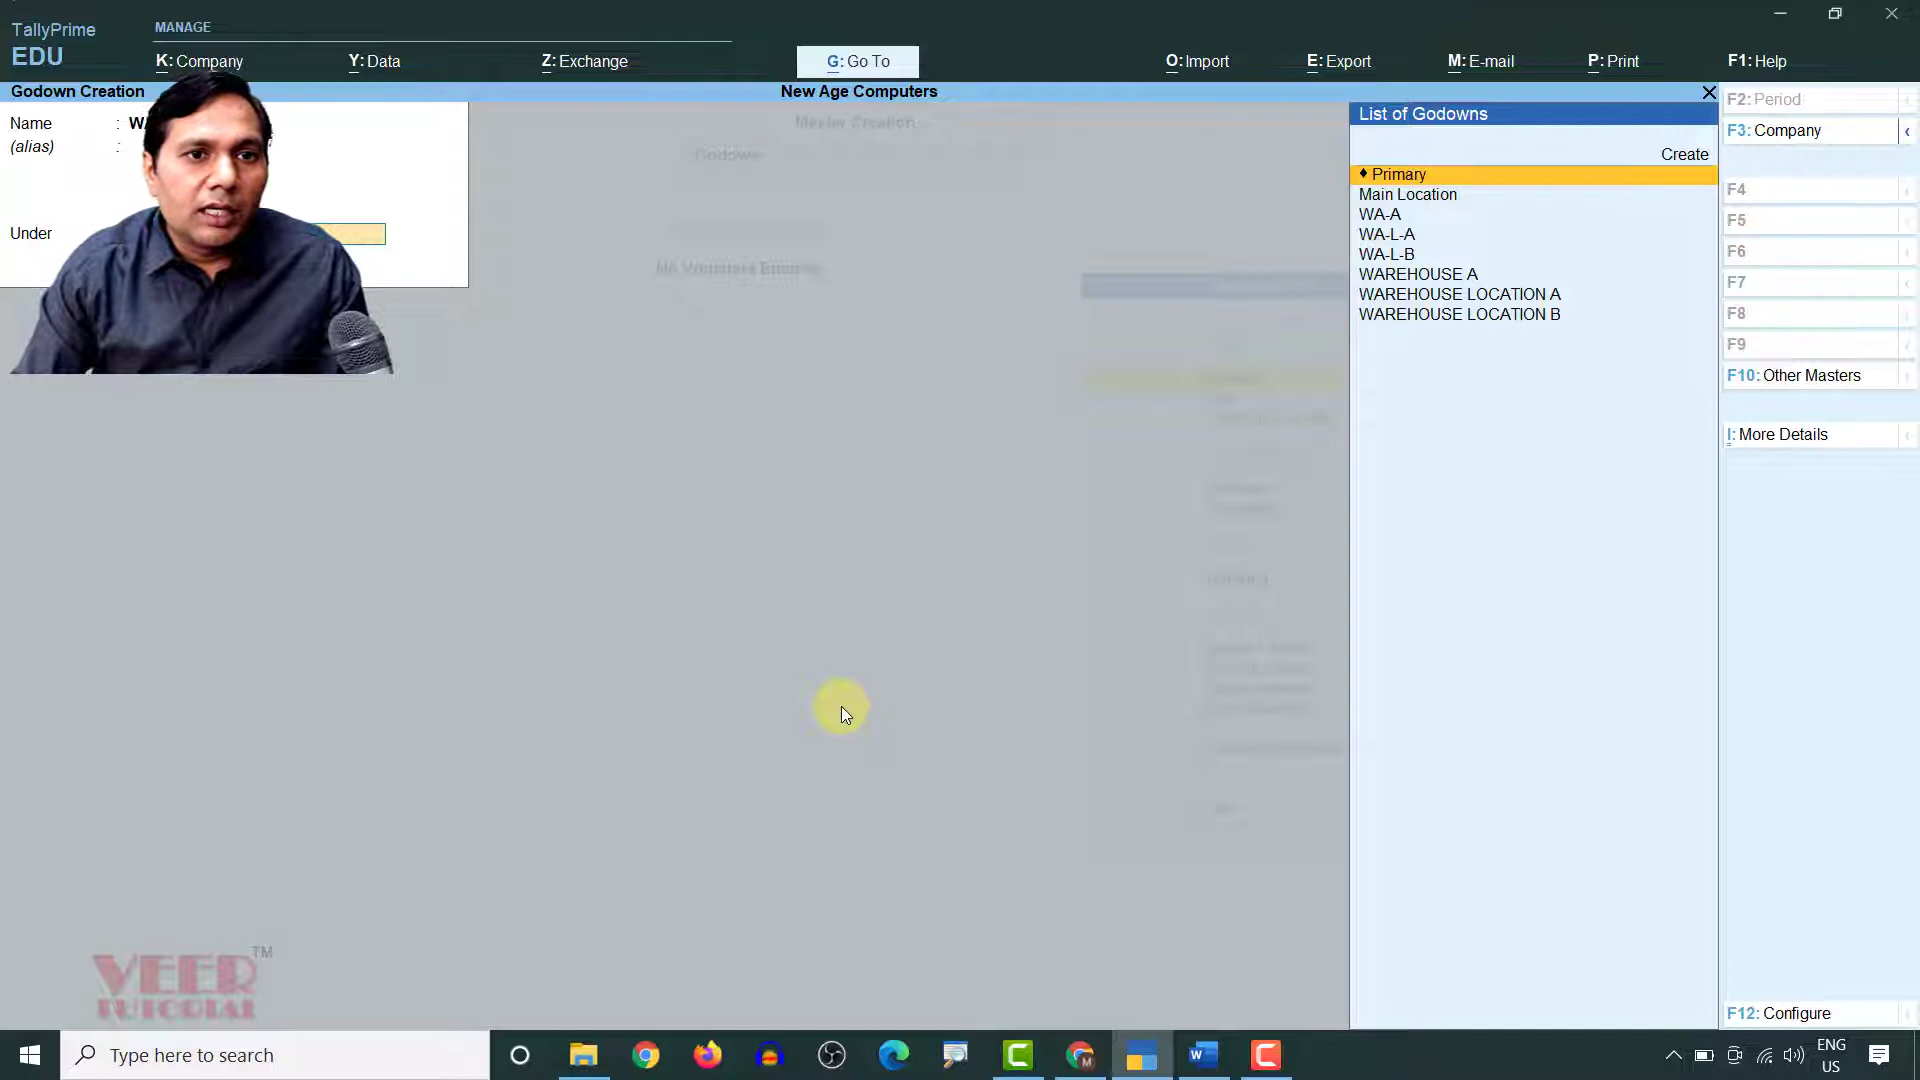 TallyPrime
EDU
MANAGE
K: Company
Y: Data
Z: Exchange
G: Go To
O: Import
E: Export
M: E-mail
P: Print
F1: Help
Godown Creation
New Age Computers
Name :
(alias) :
Under
Master Creation
Godown
List of Godowns
Create
♦ Primary
Main Location
WA-A
WA-L-A
WA-L-B
WAREHOUSE A
WAREHOUSE LOCATION A
WAREHOUSE LOCATION B
F2: Period
F3: Company
F4
F5
F6
F7
F8
F9
F10: Other Masters
I: More Details
F12: Configure
VEER TM
TUTORIAL
Type here to search
ENG
US